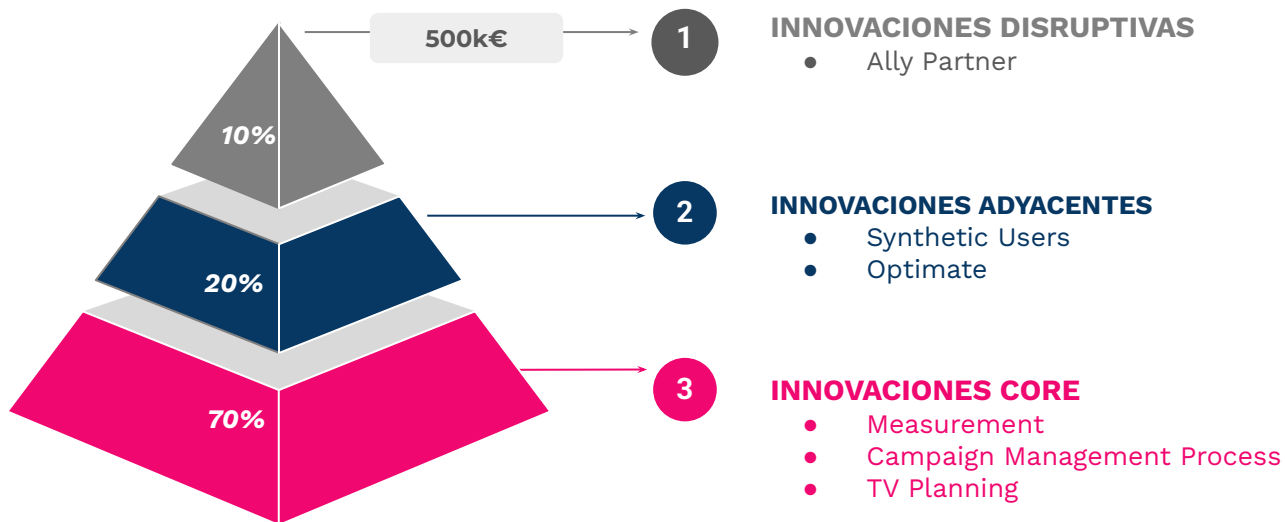 500k€
1
INNOVACIONES DISRUPTIVAS
● Ally Partner
10%
2
INNOVACIONES ADYACENTES
● Synthetic Users
● Optimate
20%
3
INNOVACIONES CORE
● Measurement
● Campaign Management Process
● TV Planning
70%